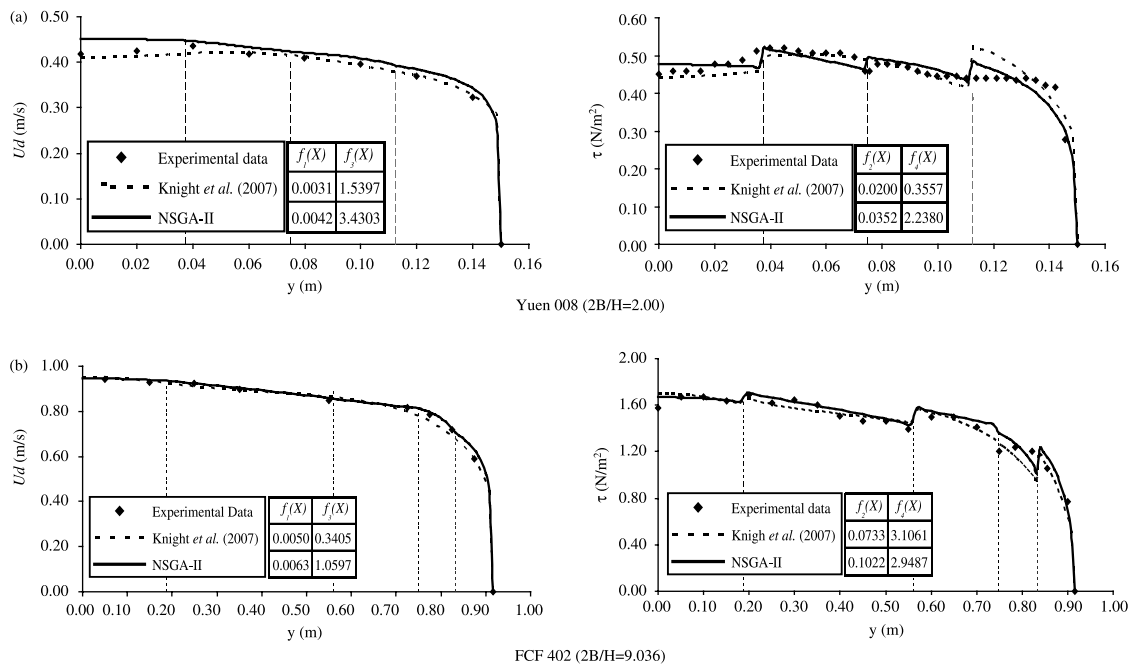 (a)
0.50
0.40
0.30
0.20
0.10
0.00
Ud (m/s)
Experimental data
Knight et al. (2007)
NSGA-II
f1(X) f3(X)
0.0031 1.5397
0.0042 3.4303
0.00 0.02 0.04 0.06 0.08 0.10 0.12 0.14 0.16
y (m)
0.60
0.50
0.40
0.30
0.20
0.10
0.00
τ (N/m²)
Experimental Data
Knight et al. (2007)
NSGA-II
f2(X) f4(X)
0.0200 0.3557
0.0352 2.2380
0.00 0.02 0.04 0.06 0.08 0.10 0.12 0.14 0.16
y (m)
Yuen 008 (2B/H=2.00)
(b)
1.00
0.80
0.60
0.40
0.20
0.00
Ud (m/s)
Experimental Data
Knight et al. (2007)
NSGA-II
f1(X) f3(X)
0.0050 0.3405
0.0063 1.0597
0.00 0.10 0.20 0.30 0.40 0.50 0.60 0.70 0.80 0.90 1.00
y (m)
2.00
1.60
1.20
0.80
0.40
0.00
τ (N/m²)
Experimental Data
Knigh et al. (2007)
NSGA-II
f2(X) f4(X)
0.0733 3.1061
0.1022 2.9487
0.00 0.10 0.20 0.30 0.40 0.50 0.60 0.70 0.80 0.90 1.00
y (m)
FCF 402 (2B/H=9.036)